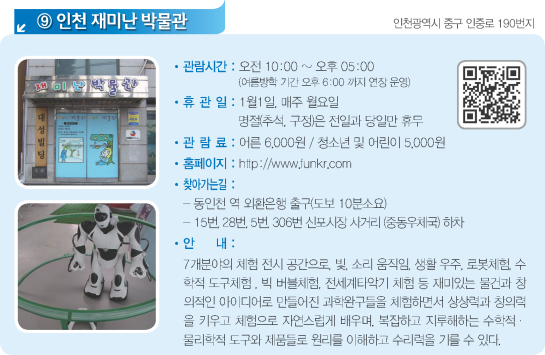 ⑨ 인천 재미난 박물관
인천광역시 중구 인중로 190번지
재미난박물관
대성빌딩
• 관람시간 : 오전 10:00 ~ 오후 05:00
(여름방학 기간 오후 6:00 까지 연장 운영)
• 휴 관 일 : 1월1일, 매주 월요일
명절(추석, 구정)은 전일과 당일만 휴무
• 관 람 료 : 어른 6,000원 / 청소년 및 어린이 5,000원
• 홈페이지 : http://www.funkr.com
• 찾아가는길 :
– 동인천 역 외환은행 출구(도보 10분소요)
– 15번, 28번, 5번, 306번 신포시장 사거리 (중동우체국) 하차
• 안 내 :
7개분야의 체험 전시 공간으로, 빛, 소리 움직임, 생활 우주, 로봇체험, 수
학적 도구체험 , 빅 버블체험, 전세계타악기 체험 등 재미있는 물건과 창
의적인 아이디어로 만들어진 과학완구들을 체험하면서 상상력과 창의력
을 키우고 체험으로 자연스럽게 배우며, 복잡하고 지루해하는 수학적 ·
물리학적 도구와 제품들로 원리를 이해하고 수리력을 기를 수 있다.